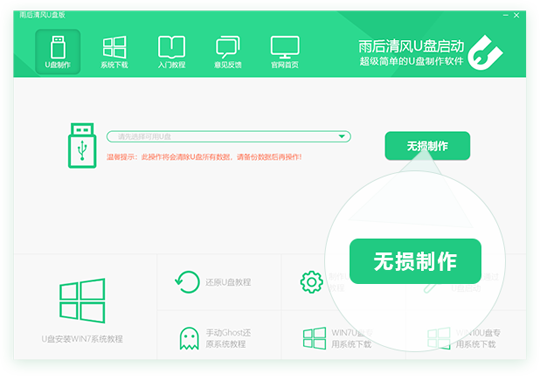 雨后清风U盘版
U盘制作
系统下载
入门教程
意见反馈
官网首页
雨后清风U盘启动
超级简单的U盘制作软件
请先选择可用U盘
温馨提示：此操作将会清除U盘所有数据，请备份数据后再操作！
无损制作
无损制作
还原U盘教程
U盘安装WIN7系统教程
手动Ghost还
原系统教程
WIN7U盘专
用系统下载
10U盘专
用系统下载